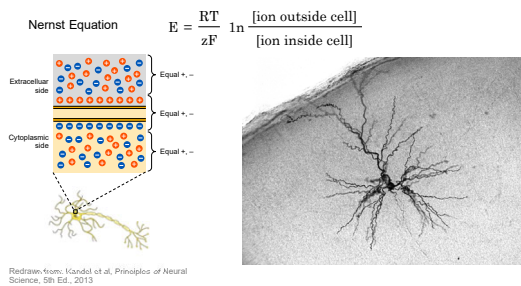 Nernst Equation
E = RT/zF 1n [ion outside cell]/[ion inside cell]
Extracelluar
side
Equal +, −
Equal +, −
Cytoplasmic
side
Equal +, −
Redrawn from: Kandel et al, Principles of Neural
Science, 5th Ed., 2013